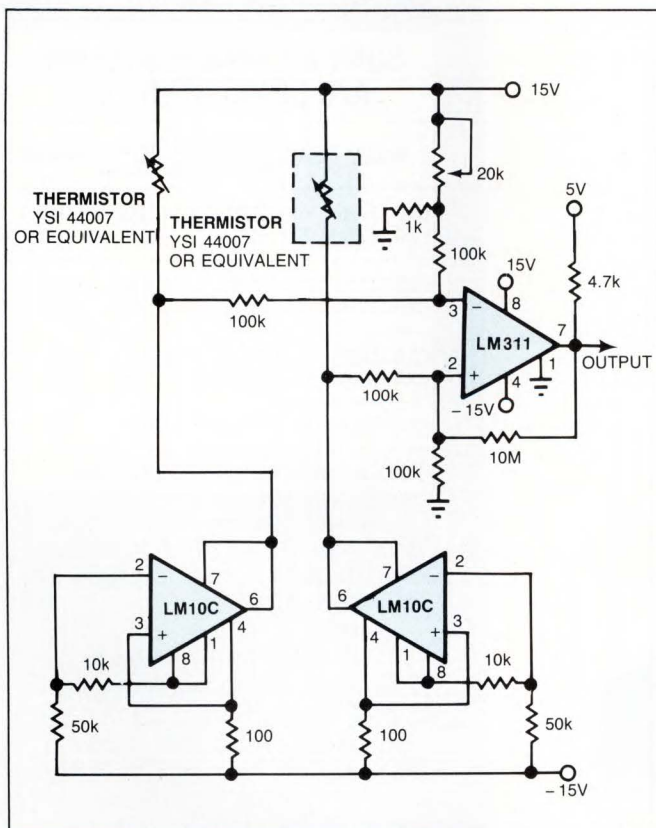 15V
THERMISTOR
YSI 44007
OR EQUIVALENT
THERMISTOR
YSI 44007
OR EQUIVALENT
20k
1k
5V
100k
15V
4.7k
100k
3
−
8
LM311
7
OUTPUT
1
2
+
4
100k
−15V
10M
100k
2
−
7
LM10C
6
3
+
1
4
8
10k
50k
100
7
−
2
6
LM10C
3
+
4
1
8
10k
100
50k
−15V